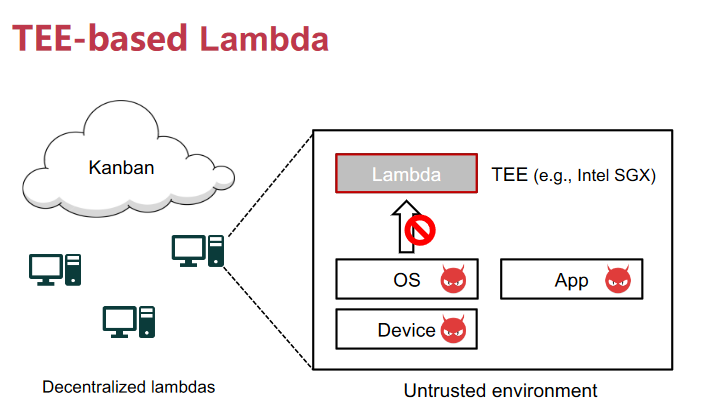 TEE-based Lambda
Kanban
Lambda
TEE (e.g., Intel SGX)
OS
App
Device
Decentralized lambdas
Untrusted environment